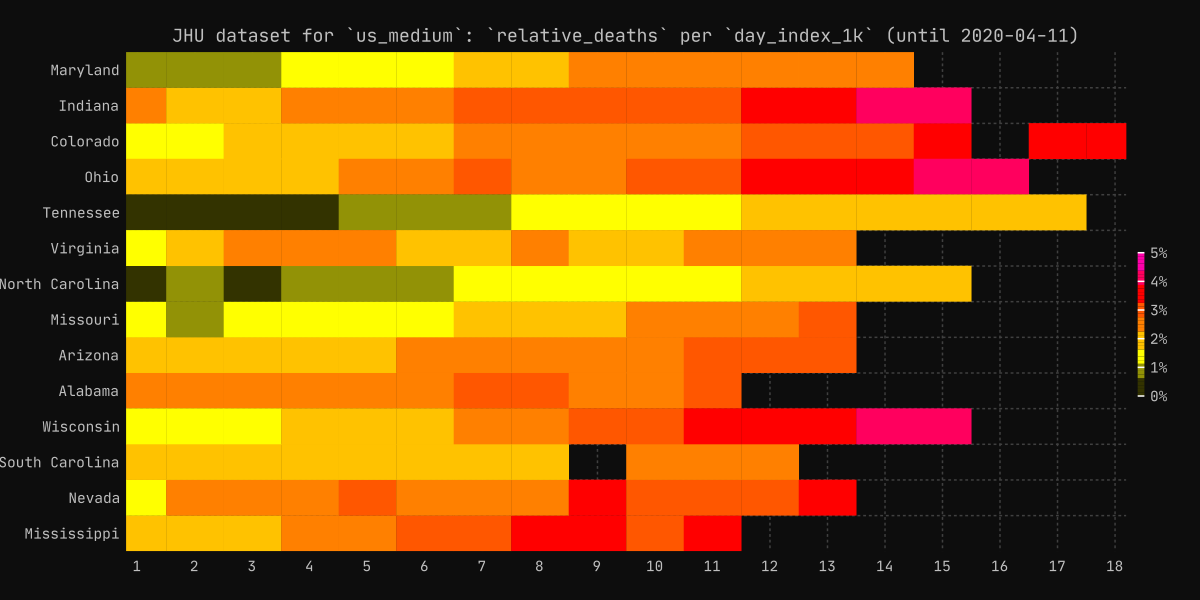 JHU dataset for `us_medium`: `relative_deaths` per `day_index_1k` (until 2020-04-11)
Maryland
Indiana
Colorado
Ohio
Tennessee
Virginia
North Carolina
Missouri
Arizona
Alabama
Wisconsin
South Carolina
Nevada
Mississippi
5%
4%
3%
2%
1%
0%
1 2 3 4 5 6 7 8 9 10 11 12 13 14 15 16 17 18